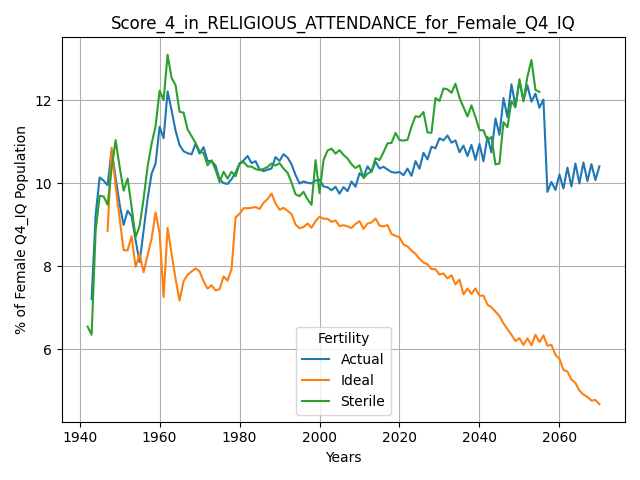 Score_4_in_RELIGIOUS_ATTENDANCE_for_Female_Q4_IQ
% of Female Q4_IQ Population
12
10
8
6
Fertility
Actual
Ideal
Sterile
1940 1960 1980 2000 2020 2040 2060
Years